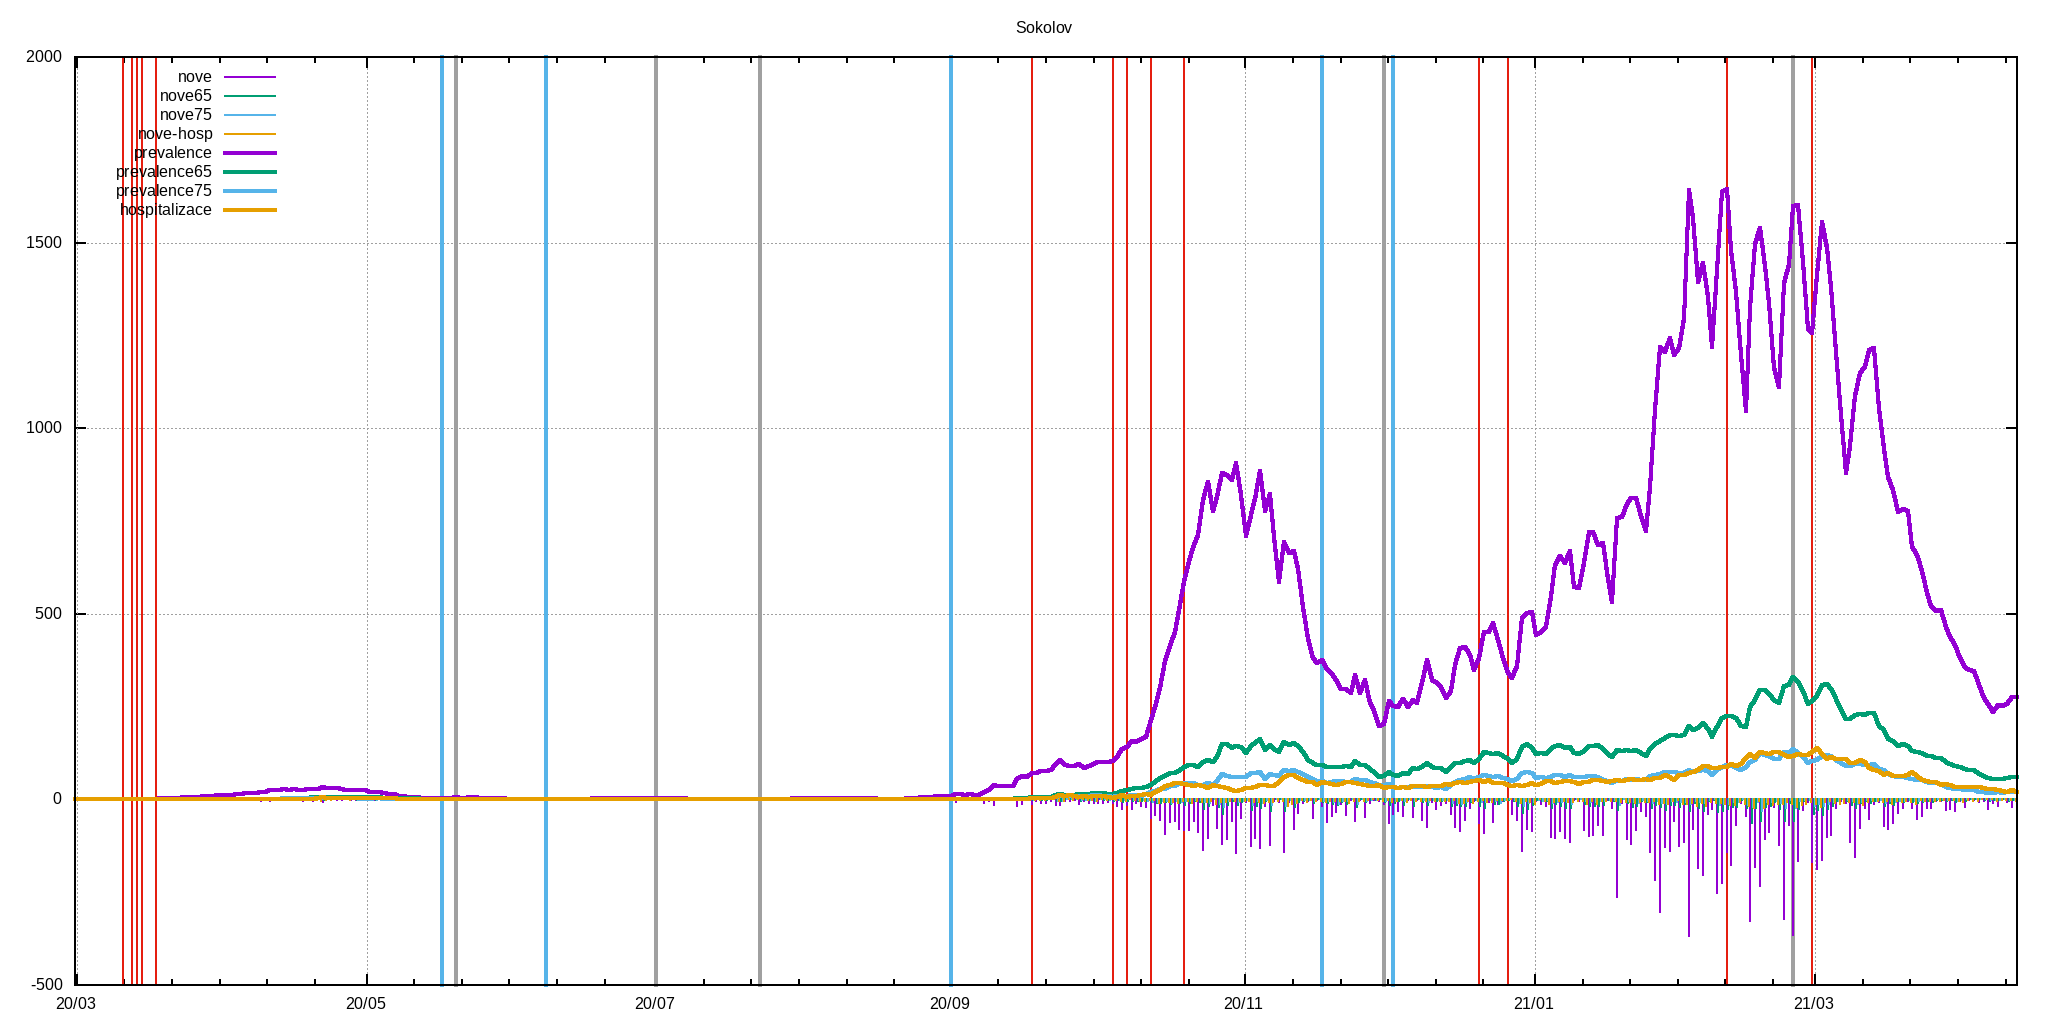 Sokolov
2000
1500
1000
500
0
-500
nove
nove65
nove75
nove-hosp
prevalence
prevalence65
prevalence75
hospitalizace
20/03
20/05
20/07
20/09
20/11
21/01
21/03